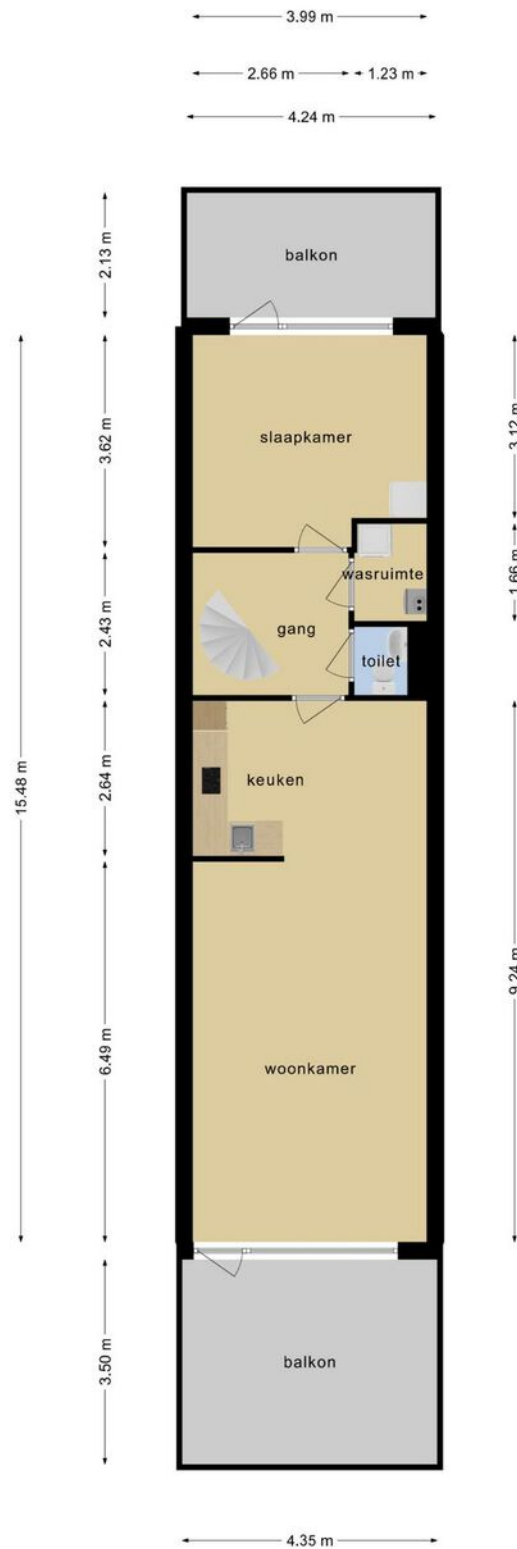 3.99 m
2.66 m
1.23 m
4.24 m
balkon
2.13 m
slaapkamer
3.62 m
3.12 m
wasruimte
1.66 m
gang
2.43 m
toilet
keuken
2.64 m
15.48 m
9.24 m
woonkamer
6.49 m
balkon
3.50 m
4.35 m